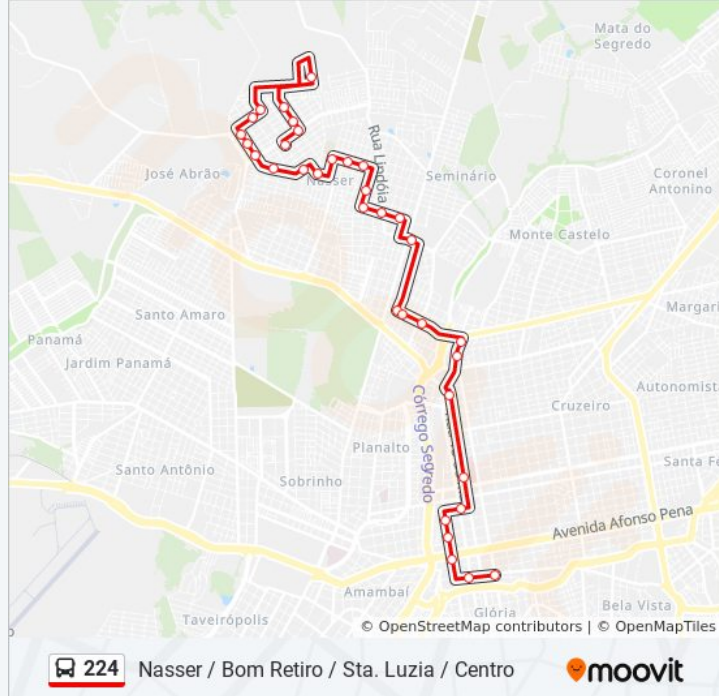 Mata do
Segredo
Rua Lindóia
José Abrão
Nasser
Seminário
Coronel
Antonino
Monte Castelo
Santo Amaro
Margari
Panamá
Jardim Panamá
Córrego Segredo
Autonomist
Cruzeiro
Planalto
Santa Fe
Santo Antônio
Sobrinho
Avenida Afonso Pena
Amambaí
Glória
Bela Vista
Taveirópolis
© OpenStreetMap contributors | © OpenMapTiles
224 Nasser / Bom Retiro / Sta. Luzia / Centro
moovit